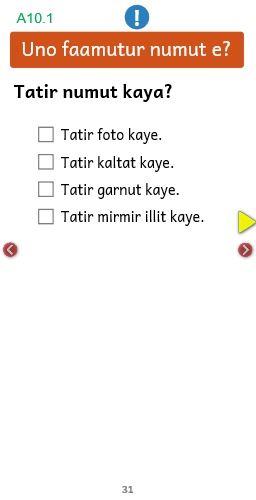 A10.1
!
Uno faamutur numut e?
Tatir numut kaya?
Tatir foto kaye.
Tatir kaltat kaye.
Tatir garnut kaye.
Tatir mirmir illit kaye.
31